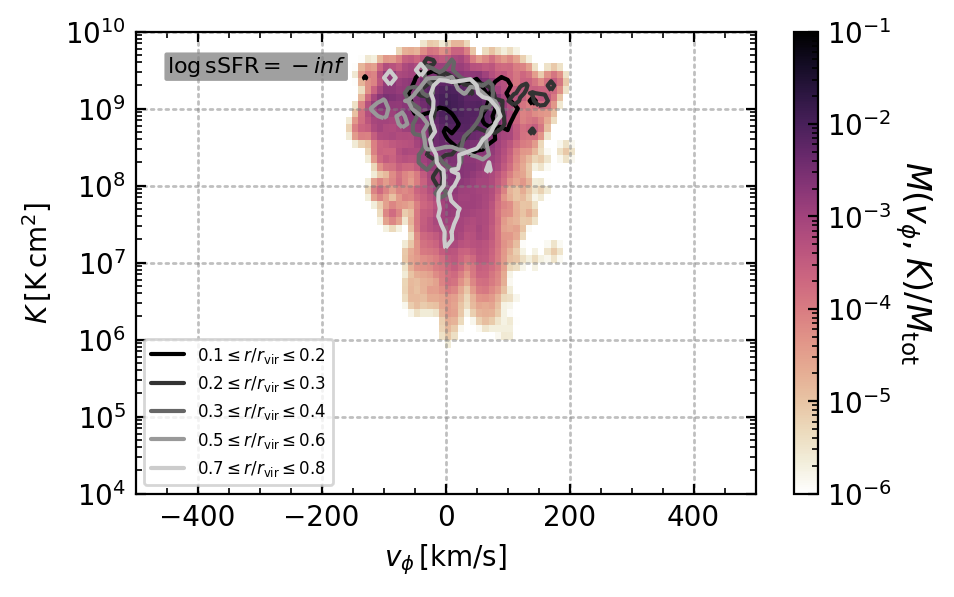 log sSFR = −inf
10^10
10^9
10^8
10^7
10^6
10^5
10^4
K [K cm^2]
0.1 ≤ r/r_vir ≤ 0.2
0.2 ≤ r/r_vir ≤ 0.3
0.3 ≤ r/r_vir ≤ 0.4
0.5 ≤ r/r_vir ≤ 0.6
0.7 ≤ r/r_vir ≤ 0.8
−400 −200 0 200 400
v_ϕ [km/s]
10^−1
10^−2
10^−3
10^−4
10^−5
10^−6
M(v_ϕ, K)/M_tot